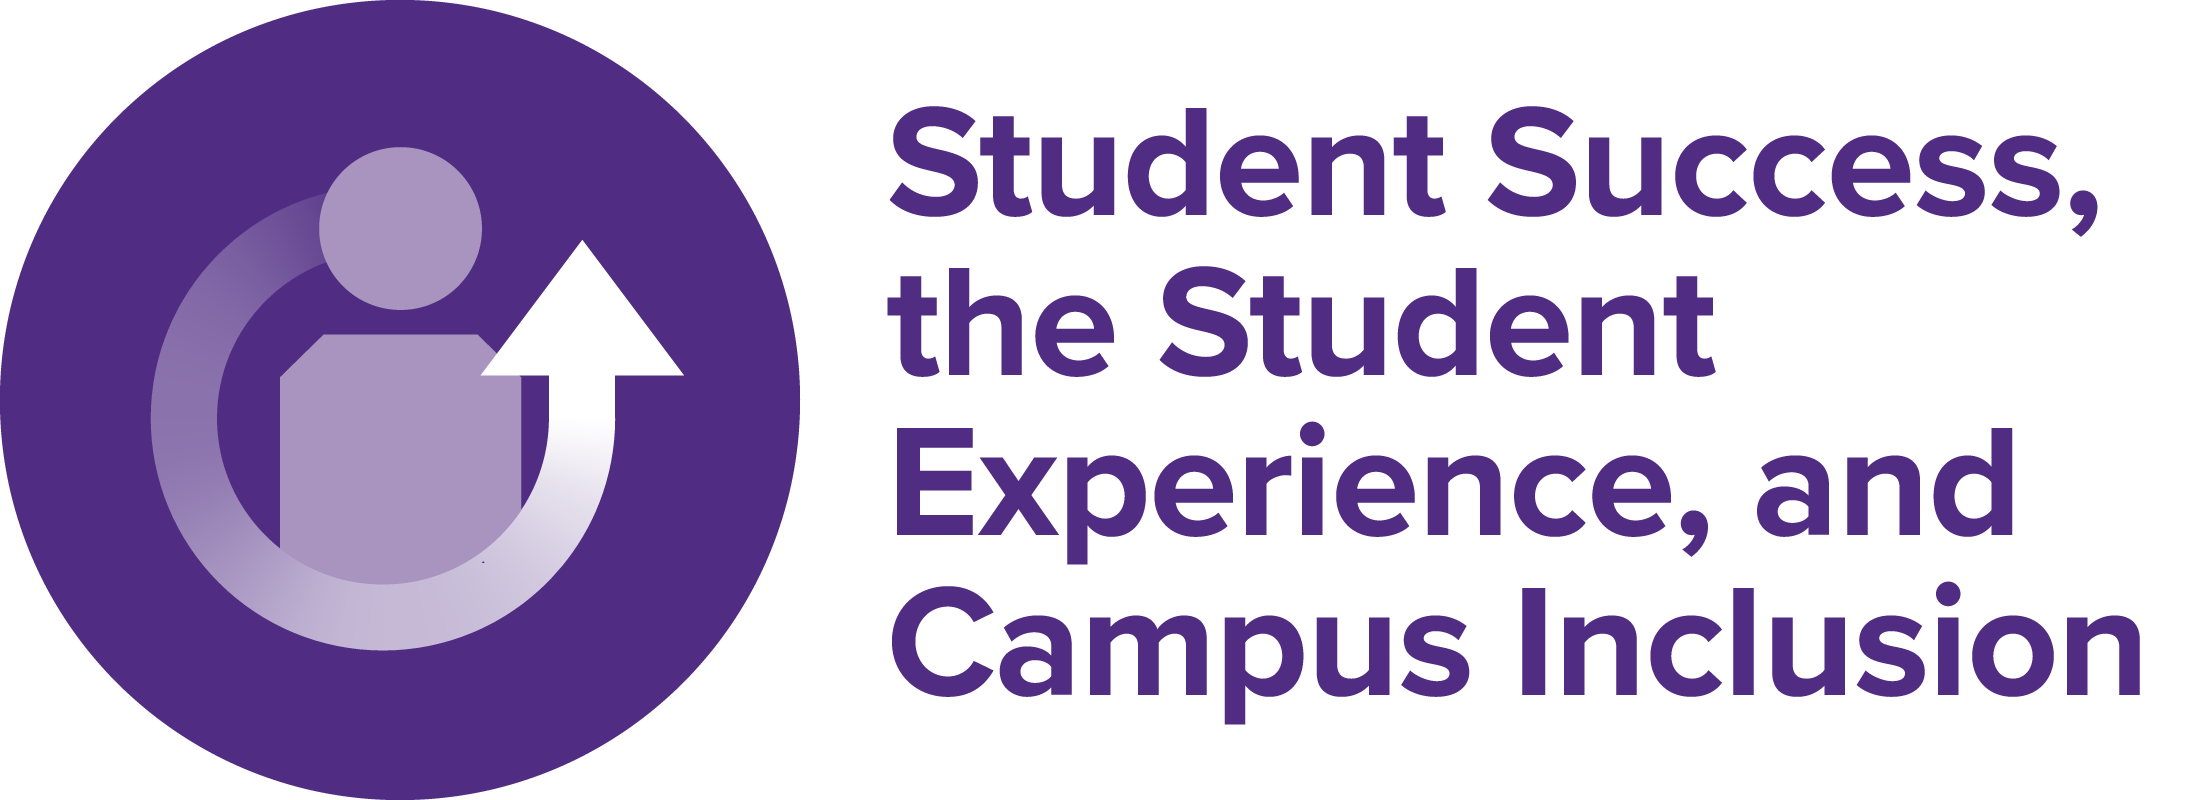 Student Success,
the Student
Experience, and
Campus Inclusion